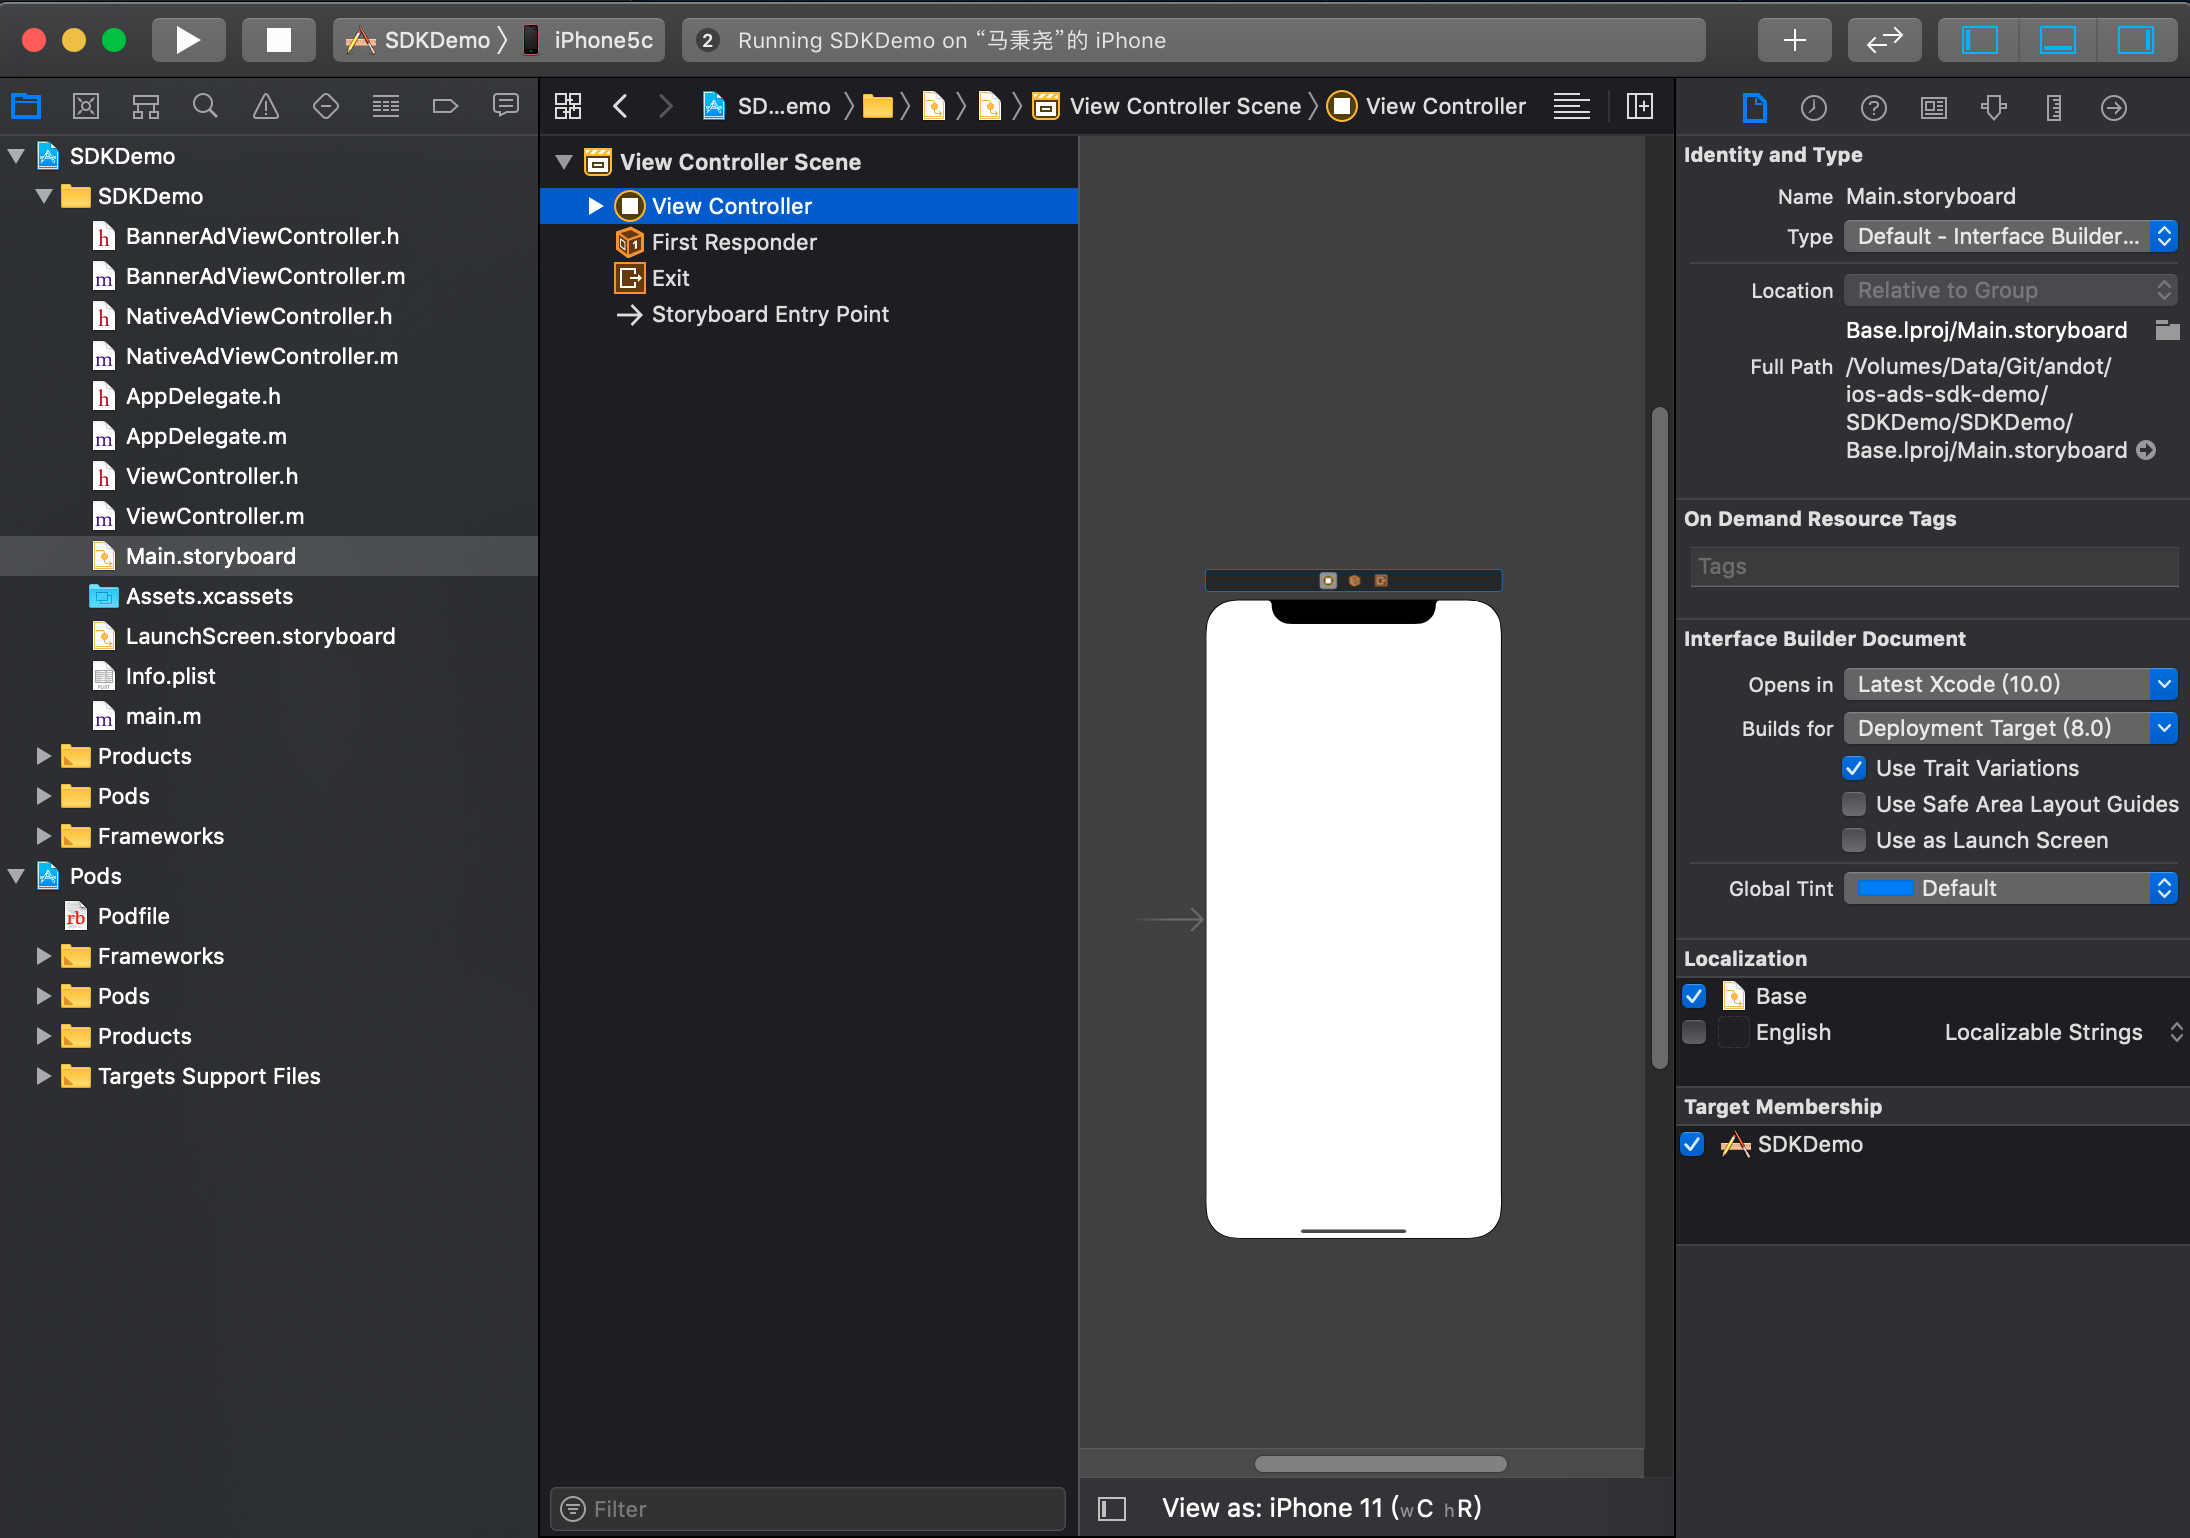 SDKDemo
iPhone5c
2
Running SDKDemo on “马秉尧”的 iPhone
SD...emo
View Controller Scene
View Controller
SDKDemo
SDKDemo
BannerAdViewController.h
BannerAdViewController.m
NativeAdViewController.h
NativeAdViewController.m
AppDelegate.h
AppDelegate.m
ViewController.h
ViewController.m
Main.storyboard
Assets.xcassets
LaunchScreen.storyboard
Info.plist
main.m
Products
Pods
Frameworks
Pods
Podfile
Frameworks
Pods
Products
Targets Support Files
View Controller Scene
View Controller
First Responder
Exit
Storyboard Entry Point
Filter
View as: iPhone 11 (wC hR)
Identity and Type
Name Main.storyboard
Type Default - Interface Builder...
Location Relative to Group
Base.lproj/Main.storyboard
Full Path /Volumes/Data/Git/andot/
ios-ads-sdk-demo/
SDKDemo/SDKDemo/
Base.lproj/Main.storyboard
On Demand Resource Tags
Tags
Interface Builder Document
Opens in Latest Xcode (10.0)
Builds for Deployment Target (8.0)
Use Trait Variations
Use Safe Area Layout Guides
Use as Launch Screen
Global Tint Default
Localization
Base
English Localizable Strings
Target Membership
SDKDemo